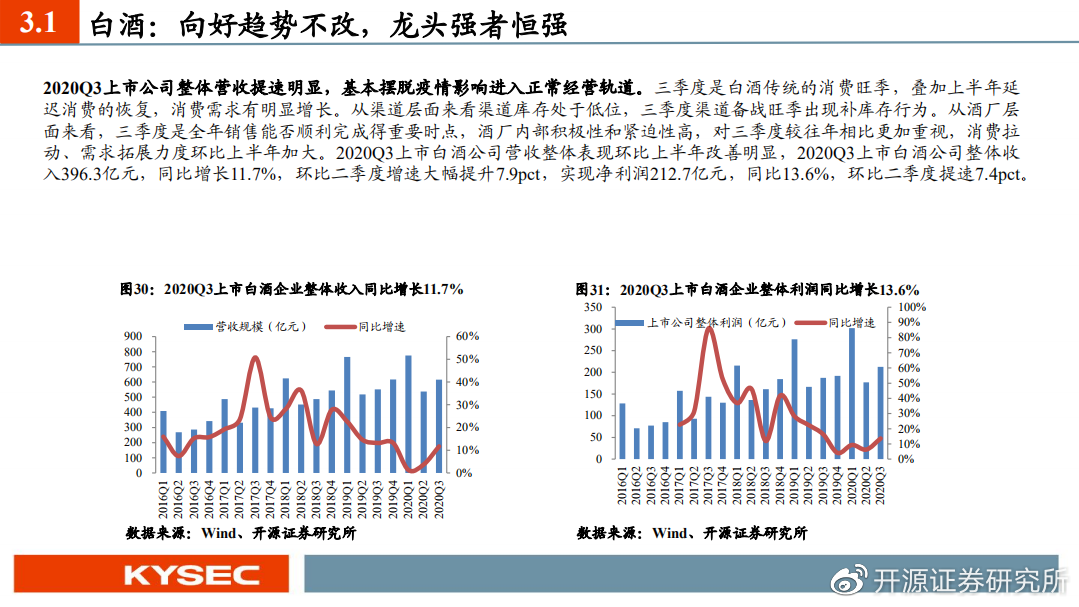 3.1
白酒：向好趋势不改，龙头强者恒强
2020Q3上市公司整体营收提速明显，基本摆脱疫情影响进入正常经营轨道。三季度是白酒传统的消费旺季，叠加上半年延
迟消费的恢复，消费需求有明显增长。从渠道层面来看渠道库存处于低位，三季度渠道备战旺季出现补库存行为。从酒厂层
面来看，三季度是全年销售能否顺利完成得重要时点，酒厂内部积极性和紧迫性高，对三季度较往年相比更加重视，消费拉
动、需求拓展力度环比上半年加大。2020Q3上市白酒公司营收整体表现环比上半年改善明显，2020Q3上市白酒公司整体收
入396.3亿元，同比增长11.7%，环比二季度增速大幅提升7.9pct，实现净利润212.7亿元，同比13.6%，环比二季度提速7.4pct。
图30：2020Q3上市白酒企业整体收入同比增长11.7%
营收规模（亿元）
同比增速
900
800
700
600
500
400
300
200
100
0
60%
50%
40%
30%
20%
10%
0%
2016Q1
2016Q2
2016Q3
2016Q4
2017Q1
2017Q2
2017Q3
2017Q4
2018Q1
2018Q2
2018Q3
2018Q4
2019Q1
2019Q2
2019Q3
2019Q4
2020Q1
2020Q2
2020Q3
数据来源：Wind、开源证券研究所
图31：2020Q3上市白酒企业整体利润同比增长13.6%
上市公司整体利润（亿元）
同比增速
350
300
250
200
150
100
50
0
100%
90%
80%
70%
60%
50%
40%
30%
20%
10%
0%
2016Q1
2016Q2
2016Q3
2016Q4
2017Q1
2017Q2
2017Q3
2017Q4
2018Q1
2018Q2
2018Q3
2018Q4
2019Q1
2019Q2
2019Q3
2019Q4
2020Q1
2020Q2
2020Q3
数据来源：Wind、开源证券研究所
KYSEC
开源证券研究所